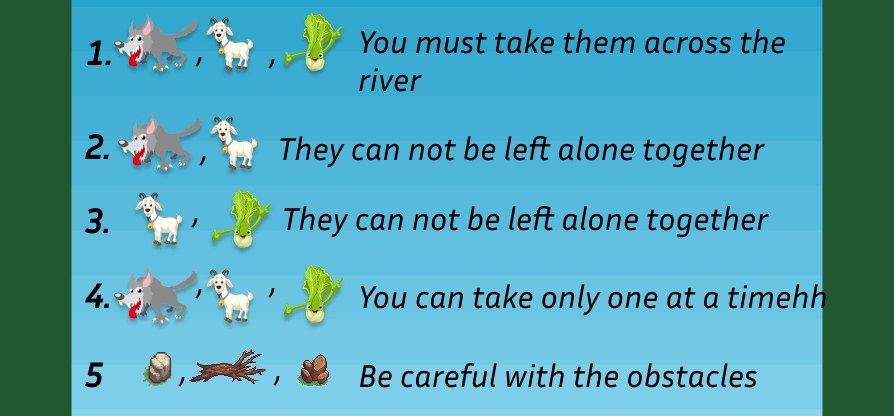 1. , , You must take them across the
river
2. , They can not be left alone together
3. , They can not be left alone together
4. , , You can take only one at a timehh
5 , , Be careful with the obstacles